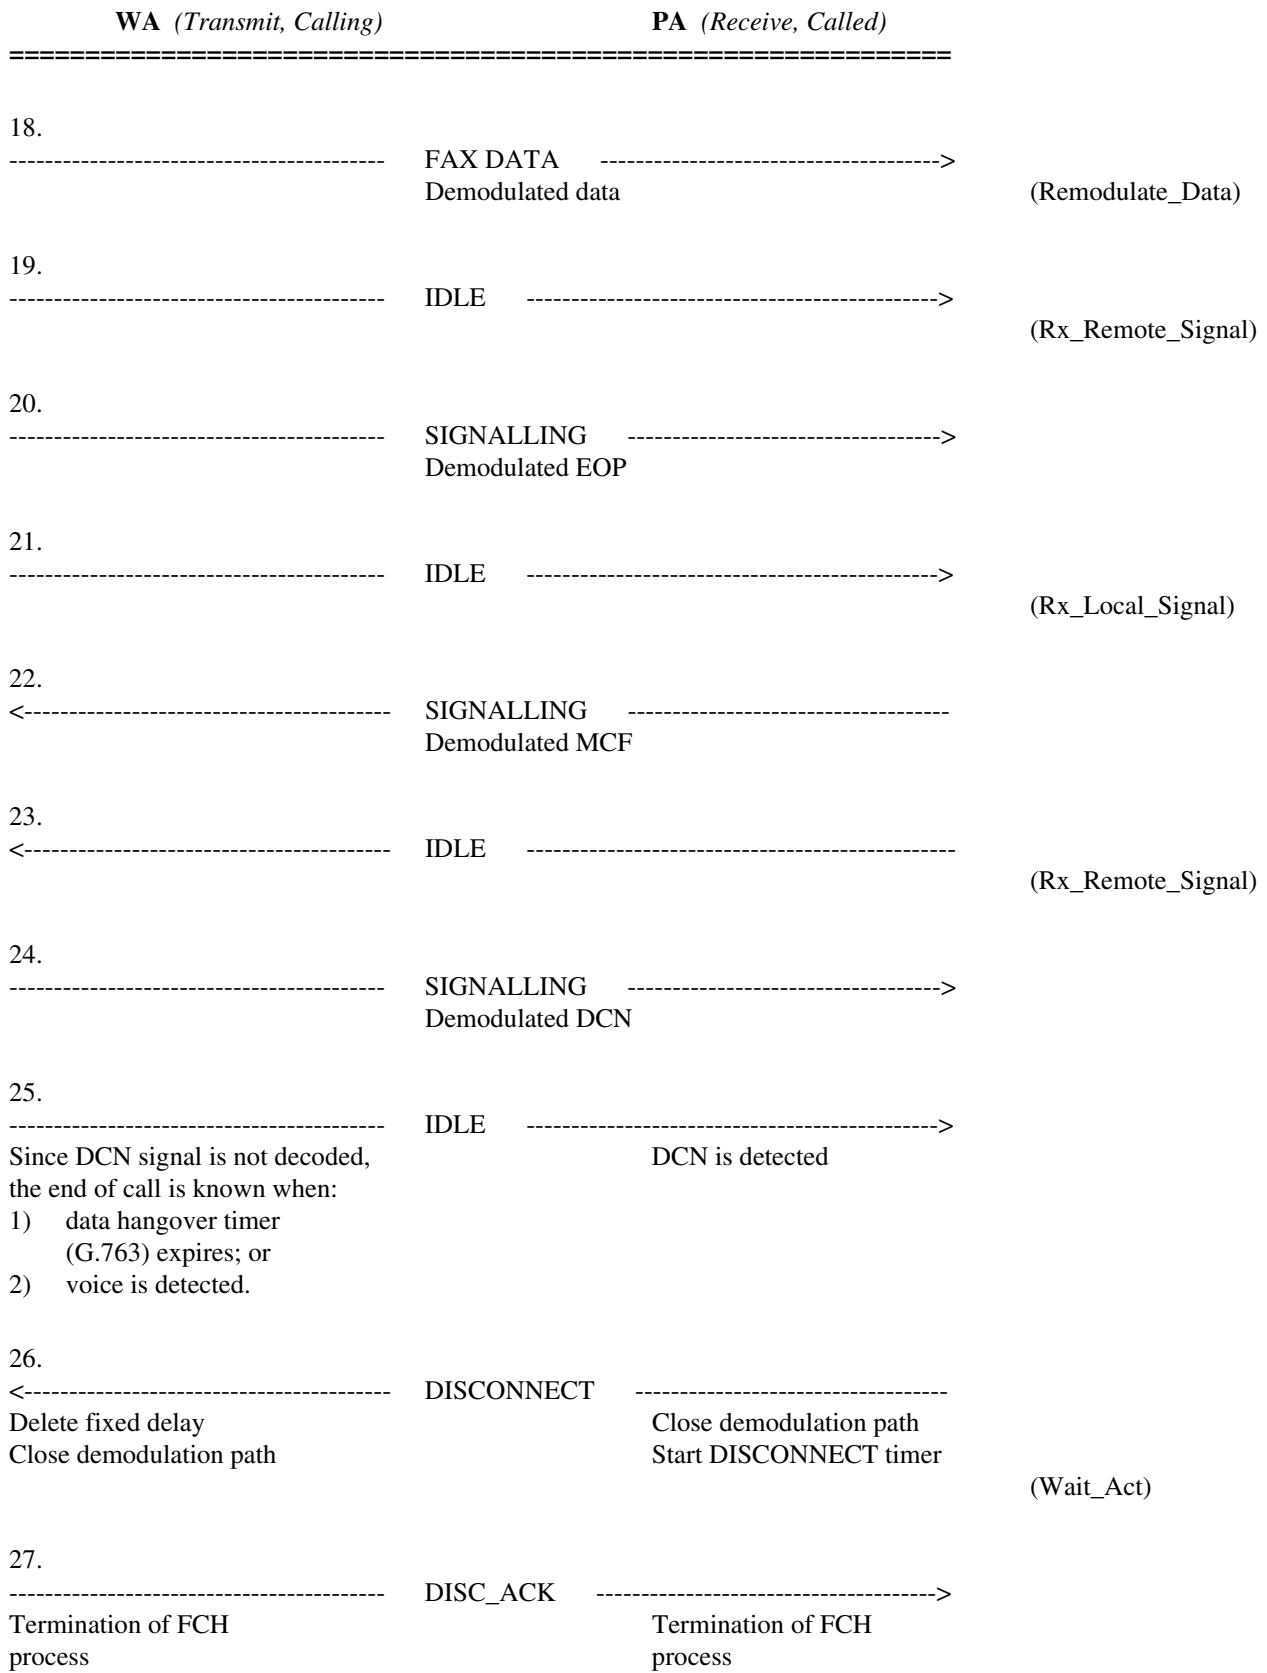 WA (Transmit, Calling) PA (Receive, Called)
==============================================================
18.
------------------------------------------ FAX DATA -------------------------------------->
Demodulated data (Remodulate_Data)
19.
------------------------------------------ IDLE ---------------------------------------------->
(Rx_Remote_Signal)
20.
------------------------------------------ SIGNALLING ----------------------------------->
Demodulated EOP
21.
------------------------------------------ IDLE ---------------------------------------------->
(Rx_Local_Signal)
22.
<----------------------------------------- SIGNALLING ------------------------------------
Demodulated MCF
23.
<----------------------------------------- IDLE ------------------------------------------------
(Rx_Remote_Signal)
24.
------------------------------------------ SIGNALLING ----------------------------------->
Demodulated DCN
25.
------------------------------------------ IDLE ---------------------------------------------->
Since DCN signal is not decoded, DCN is detected
the end of call is known when:
1) data hangover timer
(G.763) expires; or
2) voice is detected.
26.
<----------------------------------------- DISCONNECT -----------------------------------
Delete fixed delay Close demodulation path
Close demodulation path Start DISCONNECT timer
(Wait_Act)
27.
------------------------------------------ DISC_ACK -------------------------------------->
Termination of FCH Termination of FCH
process process